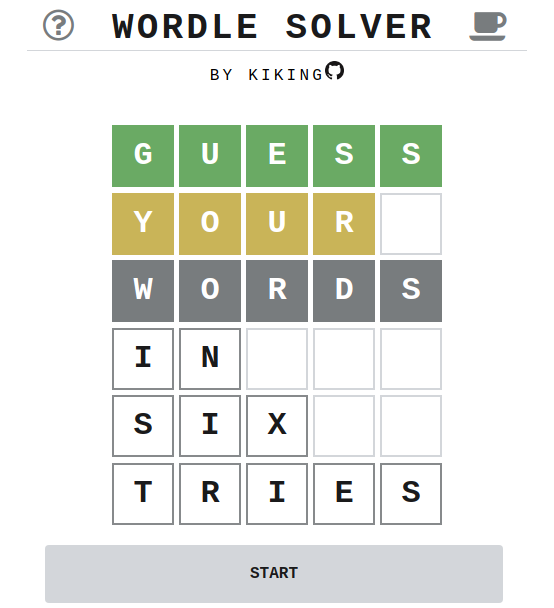 ? WORDLE SOLVER
BY KIKING
GUESS
YOUR
WORDS
IN
SIX
TRIES
START